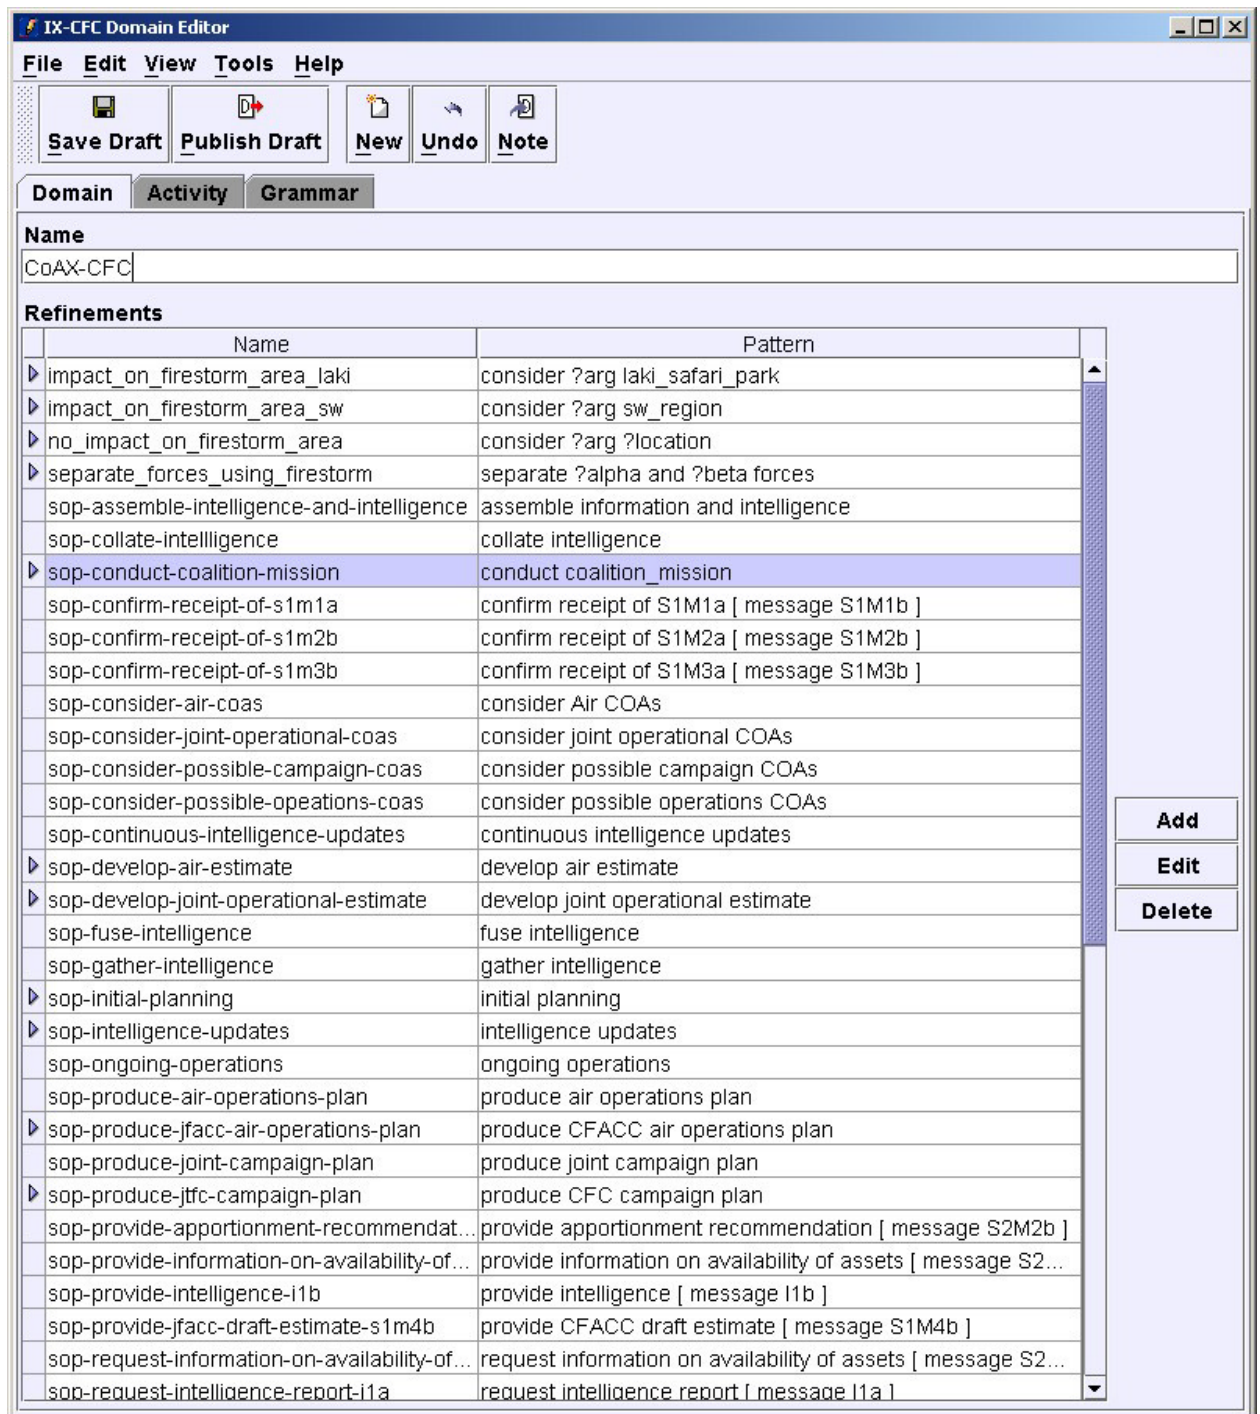 IX-CFC Domain Editor
File Edit View Tools Help
Save Draft Publish Draft New Undo Note
Domain Activity Grammar
Name
CoAX-CFC
Refinements
Name Pattern
impact_on_firestorm_area_laki consider ?arg laki_safari_park
impact_on_firestorm_area_sw consider ?arg sw_region
no_impact_on_firestorm_area consider ?arg ?location
separate_forces_using_firestorm separate ?alpha and ?beta forces
sop-assemble-intelligence-and-intelligence assemble information and intelligence
sop-collate-intellligence collate intelligence
sop-conduct-coalition-mission conduct coalition_mission
sop-confirm-receipt-of-s1m1a confirm receipt of S1M1a [ message S1M1b ]
sop-confirm-receipt-of-s1m2b confirm receipt of S1M2a [ message S1M2b ]
sop-confirm-receipt-of-s1m3b confirm receipt of S1M3a [ message S1M3b ]
sop-consider-air-coas consider Air COAs
sop-consider-joint-operational-coas consider joint operational COAs
sop-consider-possible-campaign-coas consider possible campaign COAs
sop-consider-possible-opeations-coas consider possible operations COAs
sop-continuous-intelligence-updates continuous intelligence updates
Add
sop-develop-air-estimate develop air estimate
Edit
sop-develop-joint-operational-estimate develop joint operational estimate
Delete
sop-fuse-intelligence fuse intelligence
sop-gather-intelligence gather intelligence
sop-initial-planning initial planning
sop-intelligence-updates intelligence updates
sop-ongoing-operations ongoing operations
sop-produce-air-operations-plan produce air operations plan
sop-produce-jfacc-air-operations-plan produce CFACC air operations plan
sop-produce-joint-campaign-plan produce joint campaign plan
sop-produce-jtfc-campaign-plan produce CFC campaign plan
sop-provide-apportionment-recommendat... provide apportionment recommendation [ message S2M2b ]
sop-provide-information-on-availability-of... provide information on availability of assets [ message S2...
sop-provide-intelligence-i1b provide intelligence [ message I1b ]
sop-provide-jfacc-draft-estimate-s1m4b provide CFACC draft estimate [ message S1M4b ]
sop-request-information-on-availability-of... request information on availability of assets [ message S2...
sop-request-intelligence-report-i1a request intelligence report [ message I1a ]